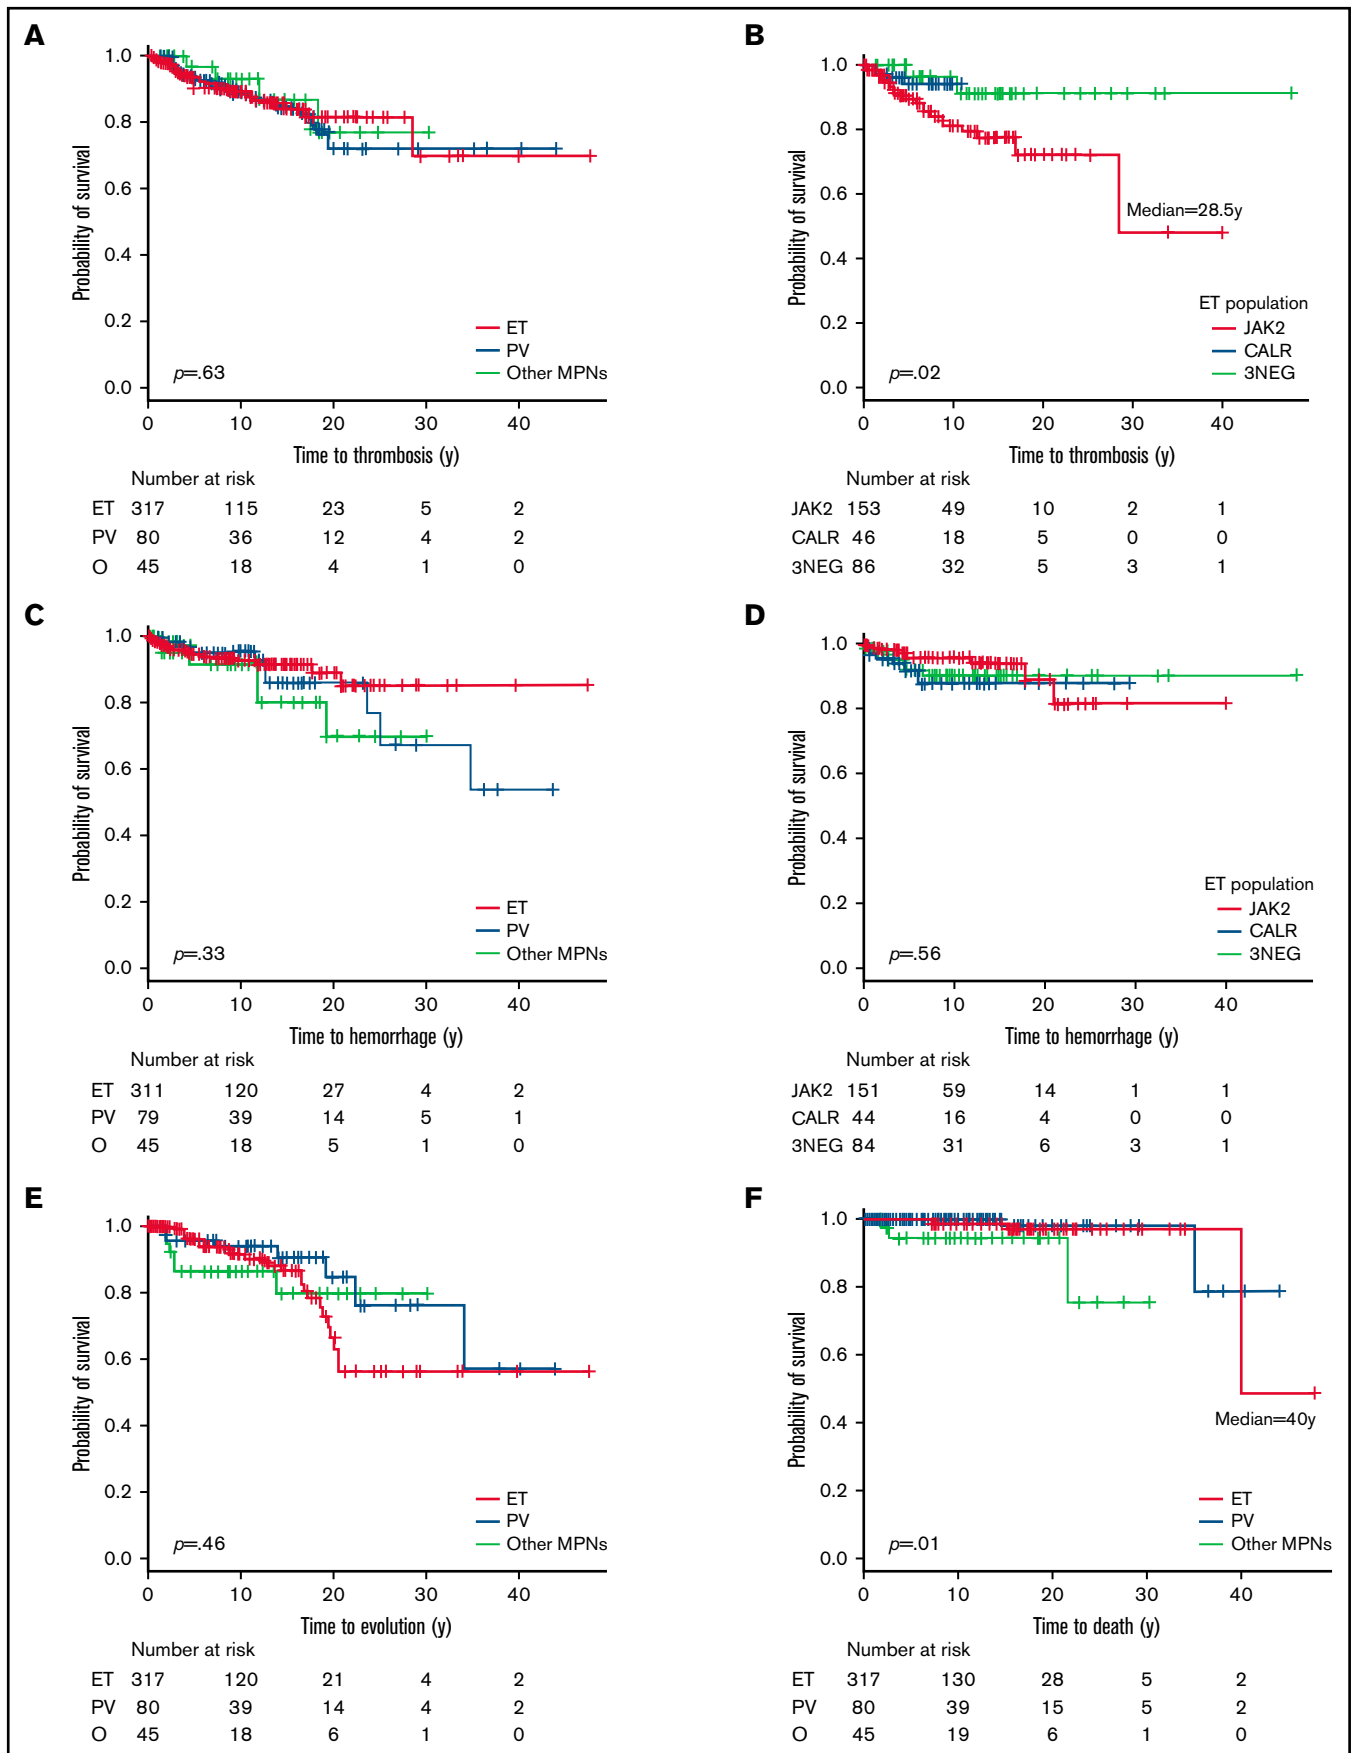 A
1.0
0.8
0.6
0.4
0.2
0.0
Probability of survival
ET
PV
Other MPNs
p=.63
0 10 20 30 40
Time to thrombosis (y)
Number at risk
ET 317 115 23 5 2
PV 80 36 12 4 2
O 45 18 4 1 0
B
1.0
0.8
0.6
0.4
0.2
0.0
Probability of survival
Median=28.5y
ET population
JAK2
CALR
3NEG
p=.02
0 10 20 30 40
Time to thrombosis (y)
Number at risk
JAK2 153 49 10 2 1
CALR 46 18 5 0 0
3NEG 86 32 5 3 1
C
1.0
0.8
0.6
0.4
0.2
0.0
Probability of survival
ET
PV
Other MPNs
p=.33
0 10 20 30 40
Time to hemorrhage (y)
Number at risk
ET 311 120 27 4 2
PV 79 39 14 5 1
O 45 18 5 1 0
D
1.0
0.8
0.6
0.4
0.2
0.0
Probability of survival
ET population
JAK2
CALR
3NEG
p=.56
0 10 20 30 40
Time to hemorrhage (y)
Number at risk
JAK2 151 59 14 1 1
CALR 44 16 4 0 0
3NEG 84 31 6 3 1
E
1.0
0.8
0.6
0.4
0.2
0.0
Probability of survival
ET
PV
Other MPNs
p=.46
0 10 20 30 40
Time to evolution (y)
Number at risk
ET 317 120 21 4 2
PV 80 39 14 4 2
O 45 18 6 1 0
F
1.0
0.8
0.6
0.4
0.2
0.0
Probability of survival
Median=40y
ET
PV
Other MPNs
p=.01
0 10 20 30 40
Time to death (y)
Number at risk
ET 317 130 28 5 2
PV 80 39 15 5 2
O 45 19 6 1 0